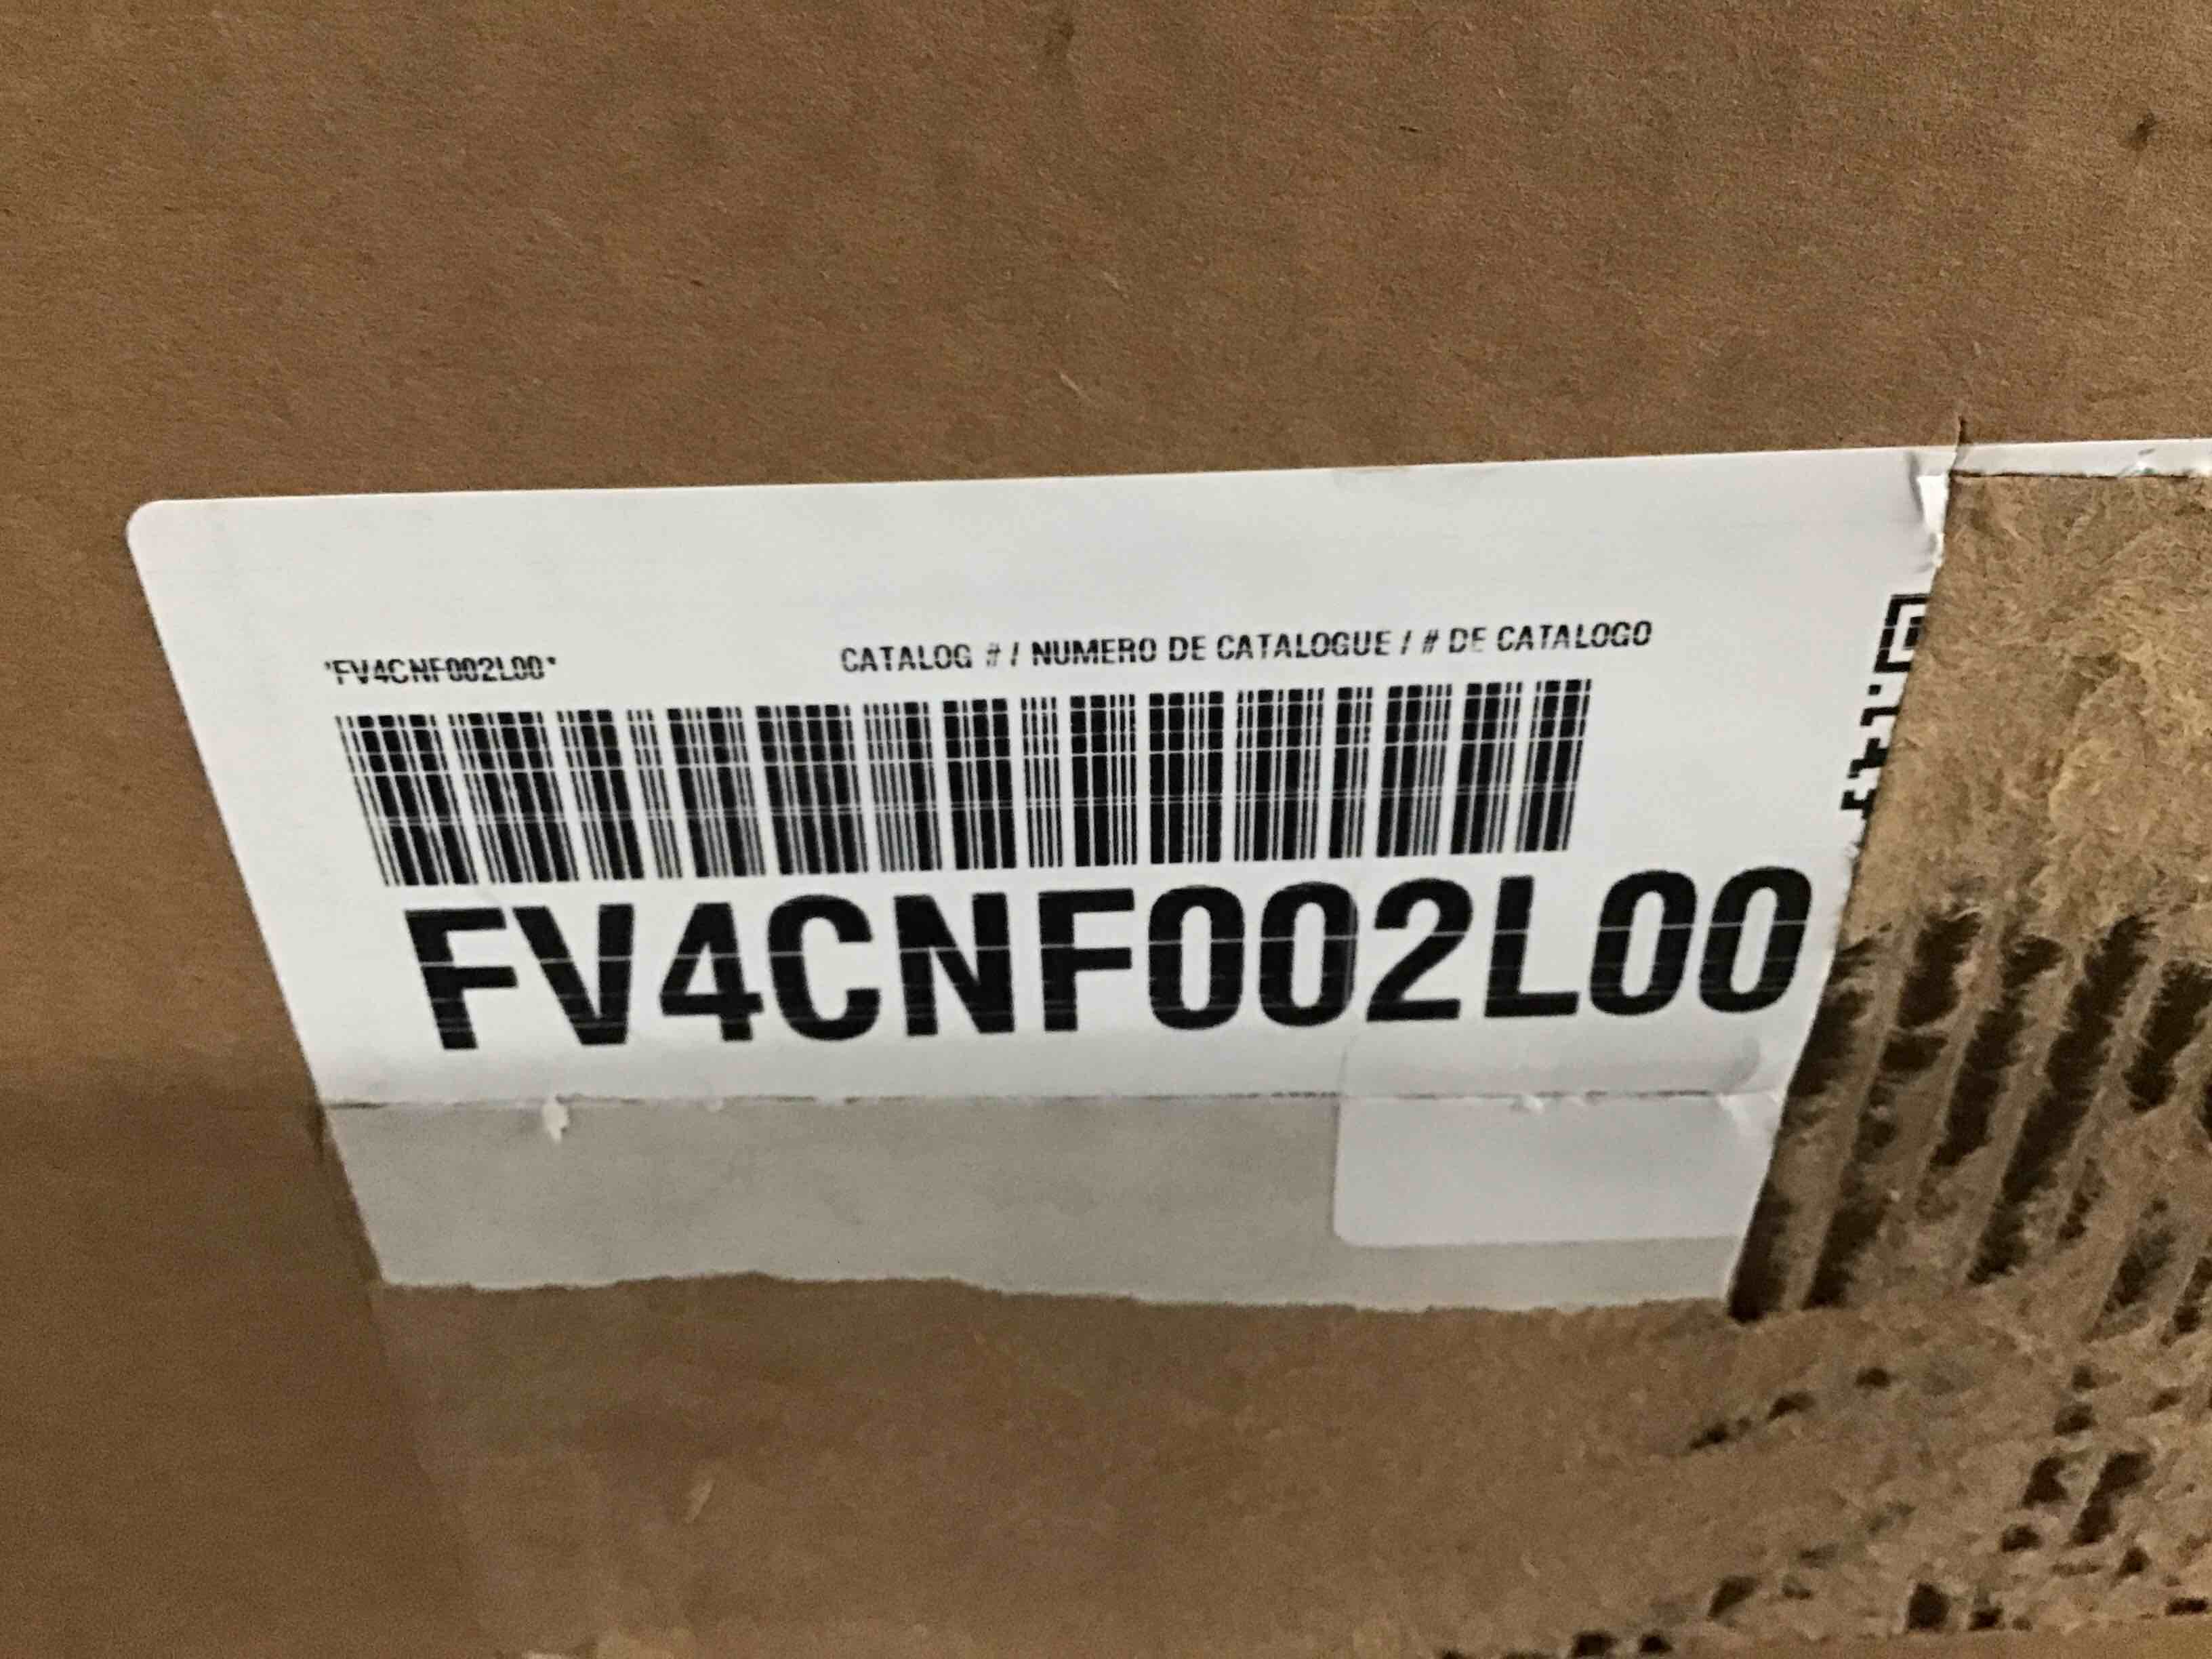 *FV4CNF002L00*
CATALOG # / NUMERO DE CATALOGUE / # DE CATALOGO
FV4CNF002L00